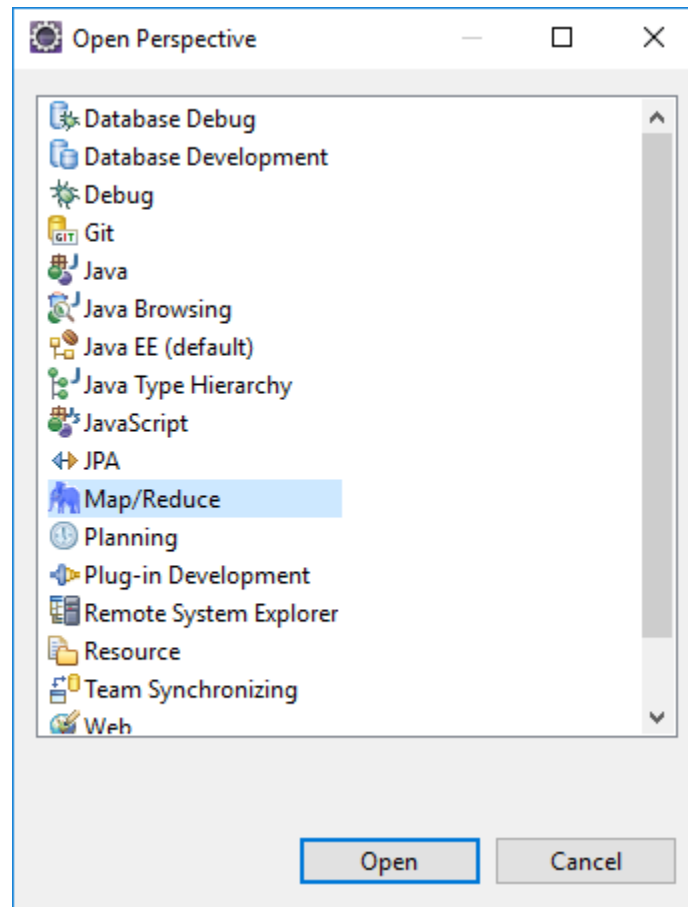 Open Perspective
Database Debug
Database Development
Debug
GIT Git
Java
Java Browsing
Java EE (default)
Java Type Hierarchy
JavaScript
JPA
Map/Reduce
Planning
Plug-in Development
Remote System Explorer
Resource
Team Synchronizing
Web
Open Cancel